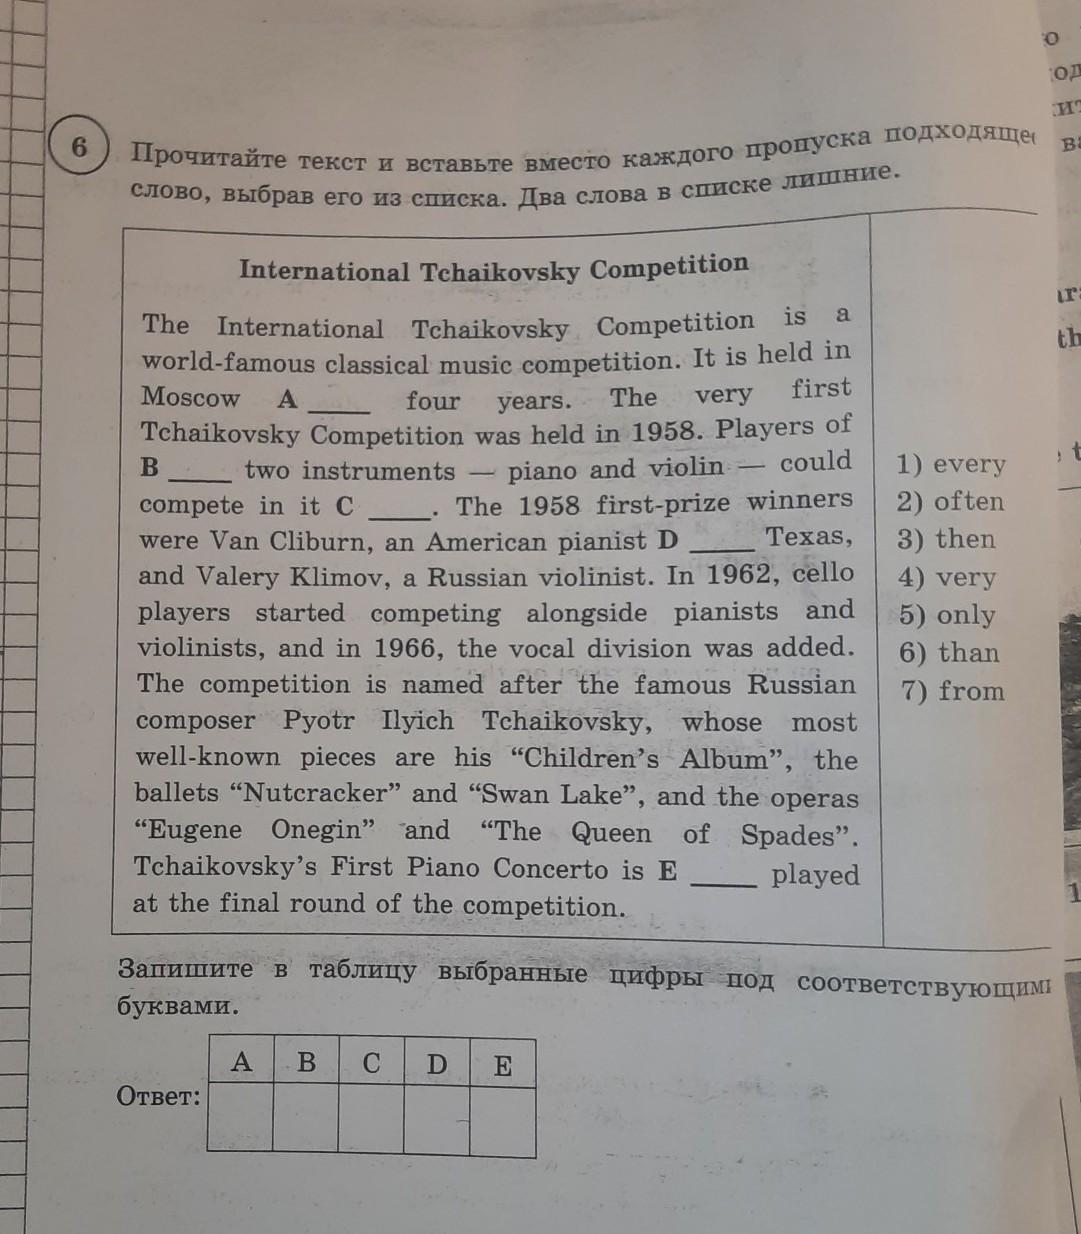 6
Прочитайте текст и вставьте вместо каждого пропуска подходяще
слово, выбрав его из списка. Два слова в списке лишние.
International Tchaikovsky Competition
The International Tchaikovsky Competition is a
world-famous classical music competition. It is held in
Moscow A ____ four years. The very first
Tchaikovsky Competition was held in 1958. Players of
B ____ two instruments — piano and violin — could
compete in it C ____. The 1958 first-prize winners
were Van Cliburn, an American pianist D ____ Texas,
and Valery Klimov, a Russian violinist. In 1962, cello
players started competing alongside pianists and
violinists, and in 1966, the vocal division was added.
The competition is named after the famous Russian
composer Pyotr Ilyich Tchaikovsky, whose most
well-known pieces are his “Children’s Album”, the
ballets “Nutcracker” and “Swan Lake”, and the operas
“Eugene Onegin” and “The Queen of Spades”.
Tchaikovsky’s First Piano Concerto is E ____ played
at the final round of the competition.
1) every
2) often
3) then
4) very
5) only
6) than
7) from
Запишите в таблицу выбранные цифры под соответствующими
буквами.
A B C D E
Ответ: